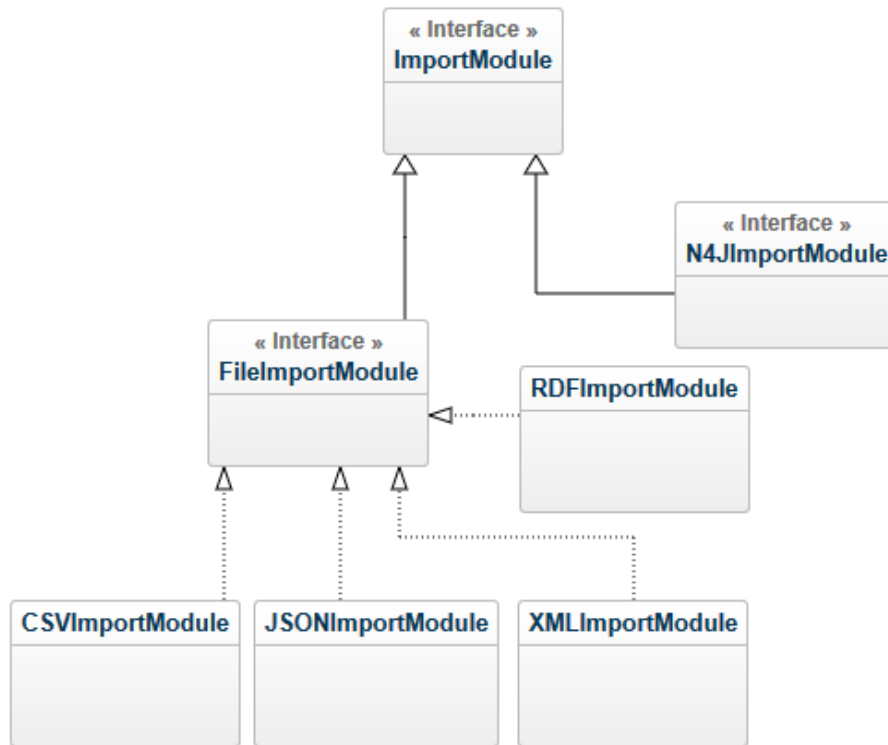 « Interface »
ImportModule
« Interface »
N4JImportModule
« Interface »
FileImportModule
RDFImportModule
CSVImportModule
JSONImportModule
XMLImportModule